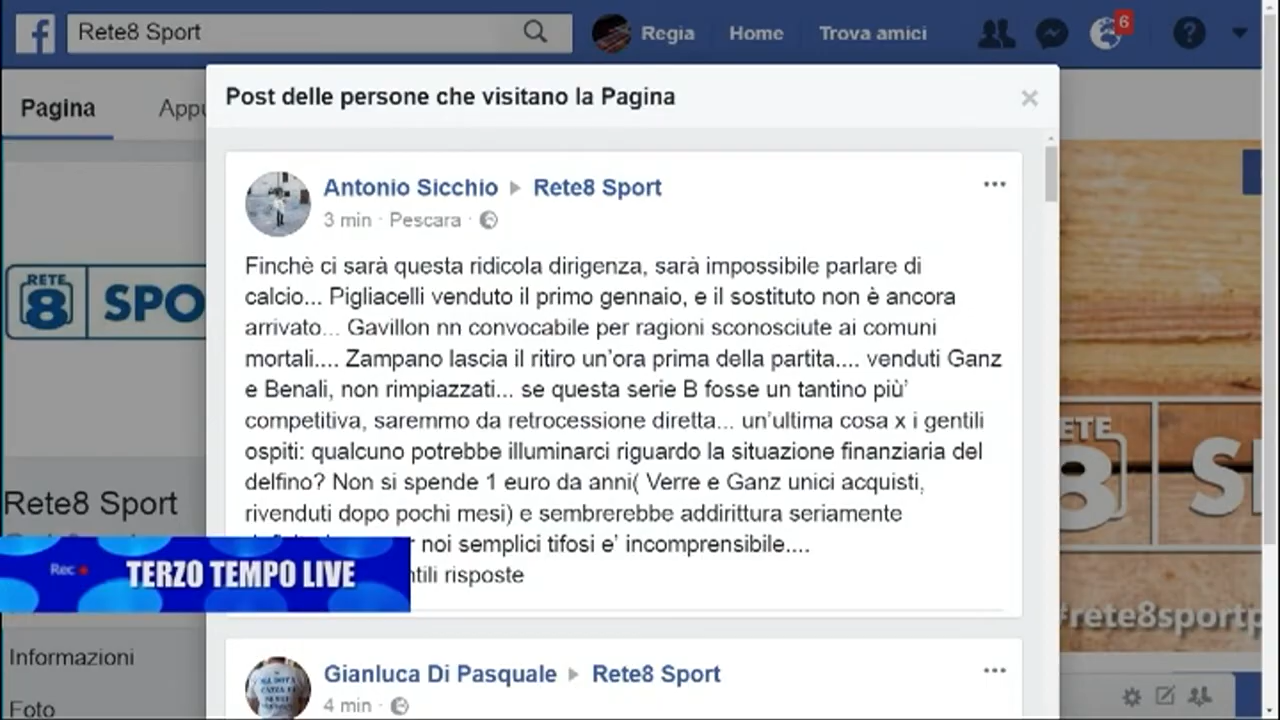 Rete8 Sport
Regia
Home
Trova amici
6
?
Pagina
Appu
Post delle persone che visitano la Pagina
Antonio Sicchio
Rete8 Sport
3 min · Pescara ·
Finchè ci sarà questa ridicola dirigenza, sarà impossibile parlare di
calcio... Pigliacelli venduto il primo gennaio, e il sostituto non è ancora
arrivato... Gavillon nn convocabile per ragioni sconosciute ai comuni
mortali.... Zampano lascia il ritiro un'ora prima della partita.... venduti Ganz
e Benali, non rimpiazzati... se questa serie B fosse un tantino più'
competitiva, saremmo da retrocessione diretta... un'ultima cosa x i gentili
ospiti: qualcuno potrebbe illuminarci riguardo la situazione finanziaria del
delfino? Non si spende 1 euro da anni( Verre e Ganz unici acquisti,
rivenduti dopo pochi mesi) e sembrerebbe addirittura seriamente
noi semplici tifosi e' incomprensibile....
ntili risposte
RETE
8
SPO
Rete8 Sport
Rec
TERZO TEMPO LIVE
Informazioni
Foto
Gianluca Di Pasquale
Rete8 Sport
4 min ·
ETE
8
S
#rete8sportp